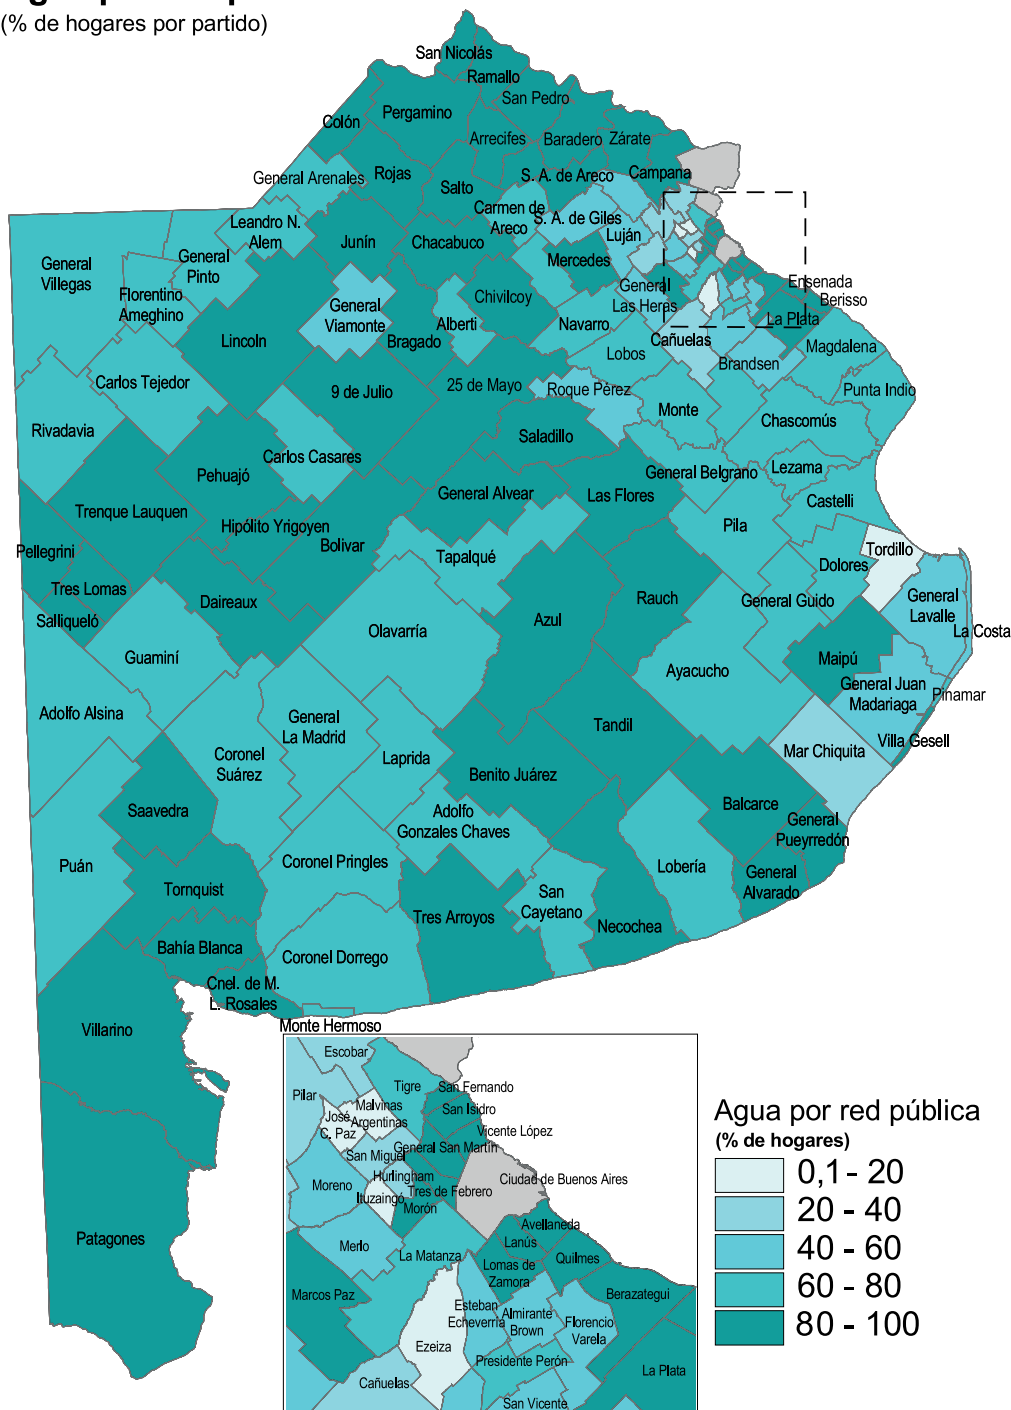 (% de hogares por partido)
San Nicolás
Ramallo
San Pedro
Pergamino
Colón
Arrecifes
Baradero
Zárate
General Arenales
Rojas
Salto
S. A. de Areco
Campana
Carmen de
Areco
S. A. de Giles
Luján
Leandro N.
Alem
Junín
Chacabuco
Mercedes
General
Villegas
General
Pinto
Florentino
Ameghino
General
Viamonte
Chivilcoy
General
Las Heras
Ensenada
Berisso
La Plata
Lincoln
Bragado
Alberti
Navarro
Cañuelas
Lobos
Brandsen
Magdalena
Carlos Tejedor
9 de Julio
25 de Mayo
Roque Pérez
Punta Indio
Rivadavia
Monte
Chascomús
Saladillo
Carlos Casares
Pehuajó
General Belgrano
Lezama
General Alvear
Las Flores
Castelli
Trenque Lauquen
Hipólito Yrigoyen
Bolivar
Pila
Pellegrini
Tapalqué
Tordillo
Dolores
Tres Lomas
Salliqueló
Daireaux
Rauch
General Guido
General
Lavalle
La Costa
Azul
Olavarría
Guaminí
Ayacucho
Maipú
General Juan
Madariaga
Pinamar
Adolfo Alsina
General
La Madrid
Tandil
Villa Gesell
Mar Chiquita
Coronel
Suárez
Laprida
Benito Juárez
Saavedra
Balcarce
Adolfo
Gonzales Chaves
General
Pueyrredón
Puán
Coronel Pringles
Lobería
General
Alvarado
Tornquist
San
Cayetano
Tres Arroyos
Necochea
Bahía Blanca
Coronel Dorrego
Cnel. de M.
L. Rosales
Villarino
Monte Hermoso
Patagones
Escobar
Pilar
Tigre
San Fernando
Malvinas
Argentinas
José
C. Paz
San Isidro
Vicente López
General San Martín
San Miguel
Hurlingham
Ciudad de Buenos Aires
Moreno
Ituzaingó
Tres de Febrero
Morón
Avellaneda
Lanús
Merlo
La Matanza
Quilmes
Lomas de
Zamora
Marcos Paz
Berazategui
Esteban
Echeverría
Almirante
Brown
Florencio
Varela
Ezeiza
Presidente Perón
La Plata
Cañuelas
San Vicente
Agua por red pública
(% de hogares)
0,1 - 20
20 - 40
40 - 60
60 - 80
80 - 100